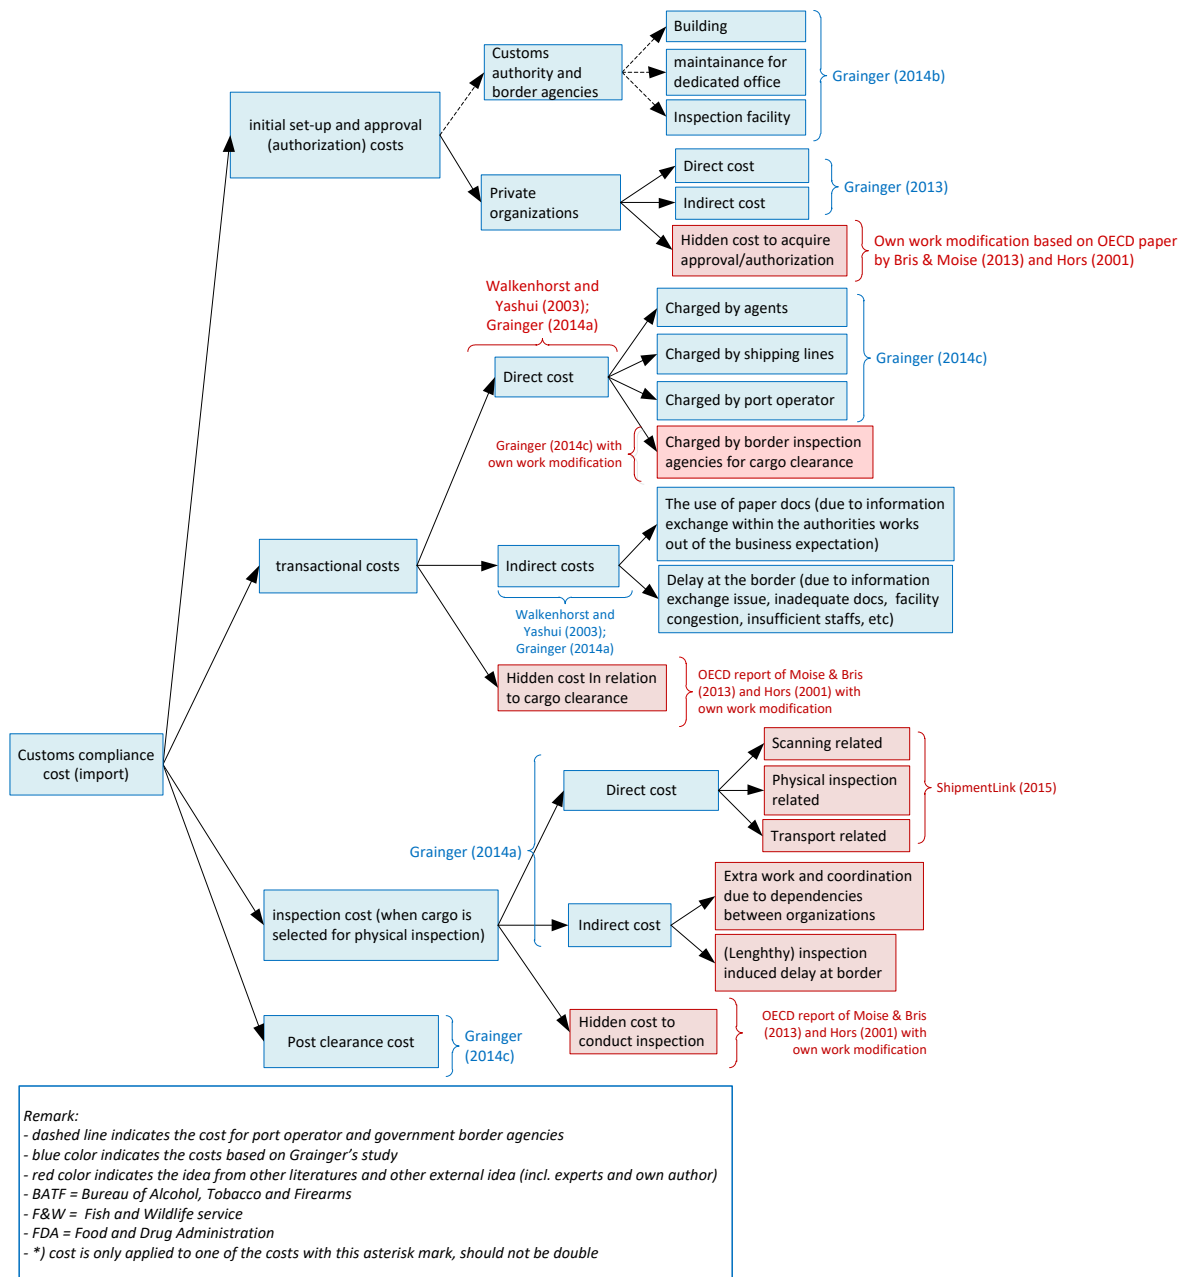 Building
Customs
authority and
border agencies
maintainance for
dedicated office
Grainger (2014b)
Inspection facility
initial set-up and approval
(authorization) costs
Direct cost
Private
organizations
Indirect cost
Grainger (2013)
Hidden cost to acquire
approval/authorization
Own work modification based on OECD paper
by Bris & Moise (2013) and Hors (2001)
Walkenhorst and
Yashui (2003);
Grainger (2014a)
Charged by agents
Direct cost
Charged by shipping lines
Grainger (2014c)
Charged by port operator
Grainger (2014c) with
own work modification
Charged by border inspection
agencies for cargo clearance
The use of paper docs (due to information
exchange within the authorities works
out of the business expectation)
transactional costs
Indirect costs
Delay at the border (due to information
exchange issue, inadequate docs,  facility
congestion, insufficient staffs, etc)
Walkenhorst and
Yashui (2003);
Grainger (2014a)
Hidden cost In relation
to cargo clearance
OECD report of Moise & Bris
(2013) and Hors (2001) with
own work modification
Customs compliance
cost (import)
Scanning related
Direct cost
Physical inspection
related
ShipmentLink (2015)
Transport related
Grainger (2014a)
Extra work and coordination
due to dependencies
between organizations
inspection cost (when cargo is
selected for physical inspection)
Indirect cost
(Lenghthy) inspection
induced delay at border
Hidden cost to
conduct inspection
OECD report of Moise & Bris
(2013) and Hors (2001) with
own work modification
Post clearance cost
Grainger
(2014c)
Remark:
- dashed line indicates the cost for port operator and government border agencies
- blue color indicates the costs based on Grainger's study
- red color indicates the idea from other literatures and other external idea (incl. experts and own author)
- BATF = Bureau of Alcohol, Tobacco and Firearms
- F&W =  Fish and Wildlife service
- FDA = Food and Drug Administration
- *) cost is only applied to one of the costs with this asterisk mark, should not be double